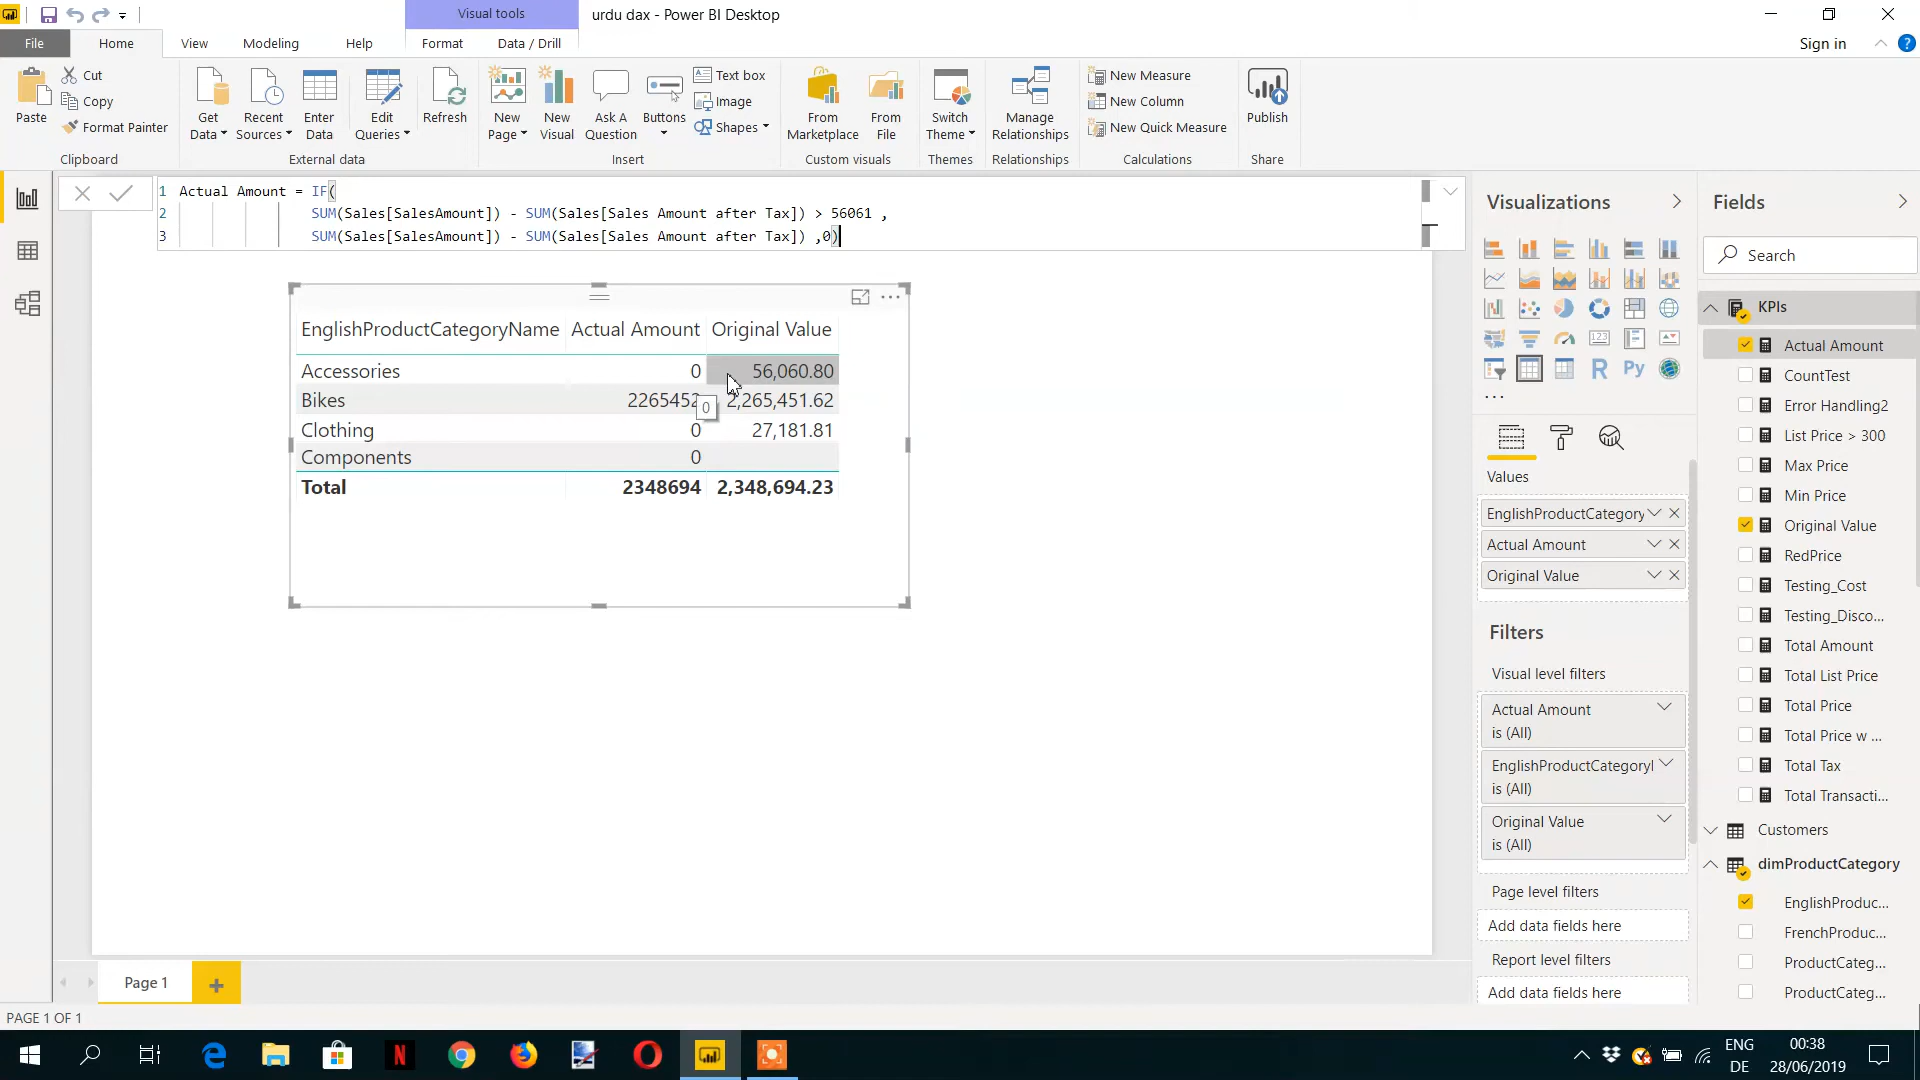 Visual tools
urdu dax - Power BI Desktop
File
Home
View
Modeling
Help
Format
Data / Drill
Sign in
?
Paste
Cut
Copy
Format Painter
Clipboard
Get Data
Recent Sources
Enter Data
Edit Queries
Refresh
External data
New Page
New Visual
Ask A Question
Buttons
Text box
Image
Shapes
Insert
From Marketplace
From File
Custom visuals
Switch Theme
Themes
Manage Relationships
Relationships
New Measure
New Column
New Quick Measure
Calculations
Publish
Share
1 Actual Amount = IF(
2 SUM(Sales[SalesAmount]) - SUM(Sales[Sales Amount after Tax]) > 56061 ,
3 SUM(Sales[SalesAmount]) - SUM(Sales[Sales Amount after Tax]) ,0)
EnglishProductCategoryName Actual Amount Original Value
Accessories 0 56,060.80
Bikes 2265452 2,265,451.62
0
Clothing 0 27,181.81
Components 0
Total 2348694 2,348,694.23
Visualizations
123
R
Py
...
Values
EnglishProductCategory
Actual Amount
Original Value
Filters
Visual level filters
Actual Amount
is (All)
EnglishProductCategoryI
is (All)
Original Value
is (All)
Page level filters
Add data fields here
Report level filters
Add data fields here
Fields
Search
KPIs
Actual Amount
CountTest
Error Handling2
List Price > 300
Max Price
Min Price
Original Value
RedPrice
Testing_Cost
Testing_Disco...
Total Amount
Total List Price
Total Price
Total Price w ...
Total Tax
Total Transacti...
Customers
dimProductCategory
EnglishProduc...
FrenchProduc...
ProductCateg...
ProductCateg...
Page 1
+
PAGE 1 OF 1
N
ENG
DE
00:38
28/06/2019